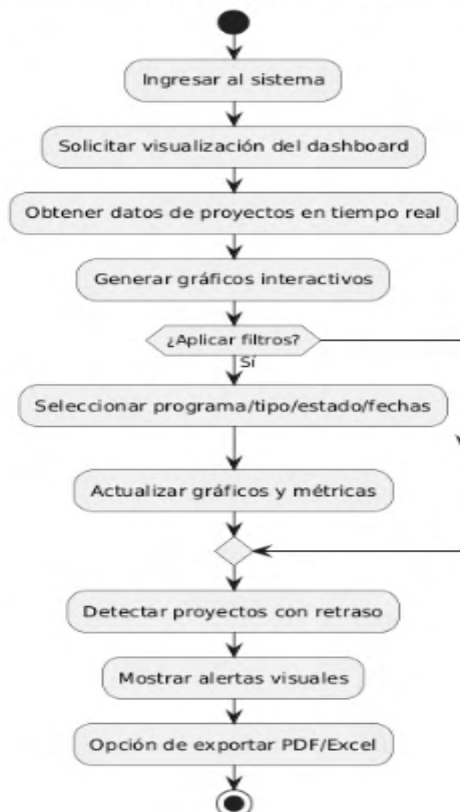 Ingresar al sistema
Solicitar visualización del dashboard
Obtener datos de proyectos en tiempo real
Generar gráficos interactivos
¿Aplicar filtros?
Sí
Seleccionar programa/tipo/estado/fechas
Actualizar gráficos y métricas
Detectar proyectos con retraso
Mostrar alertas visuales
Opción de exportar PDF/Excel